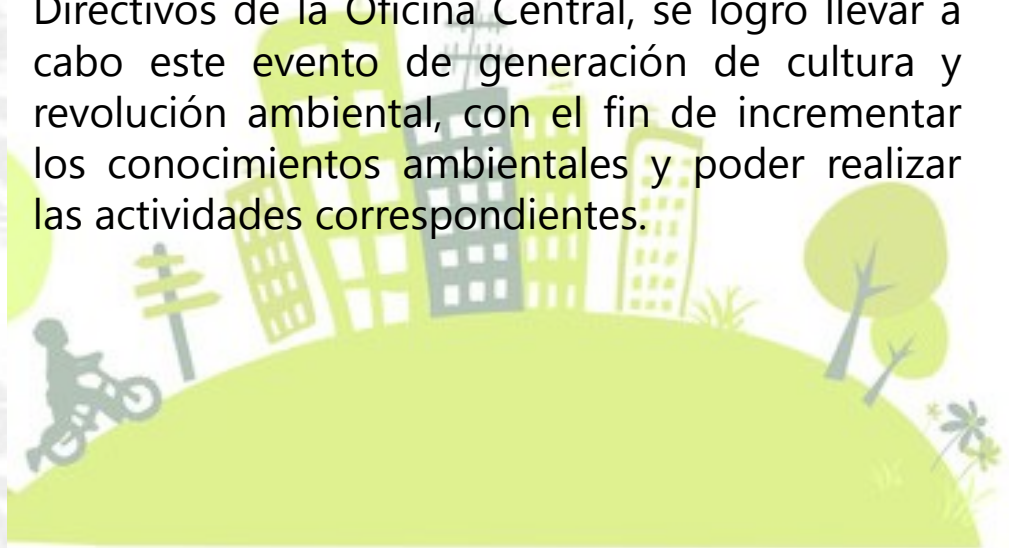 Directivos de la Oficina Central, se logro llevar a
cabo este evento de generación de cultura y
revolución ambiental, con el fin de incrementar
los conocimientos ambientales y poder realizar
las actividades correspondientes.